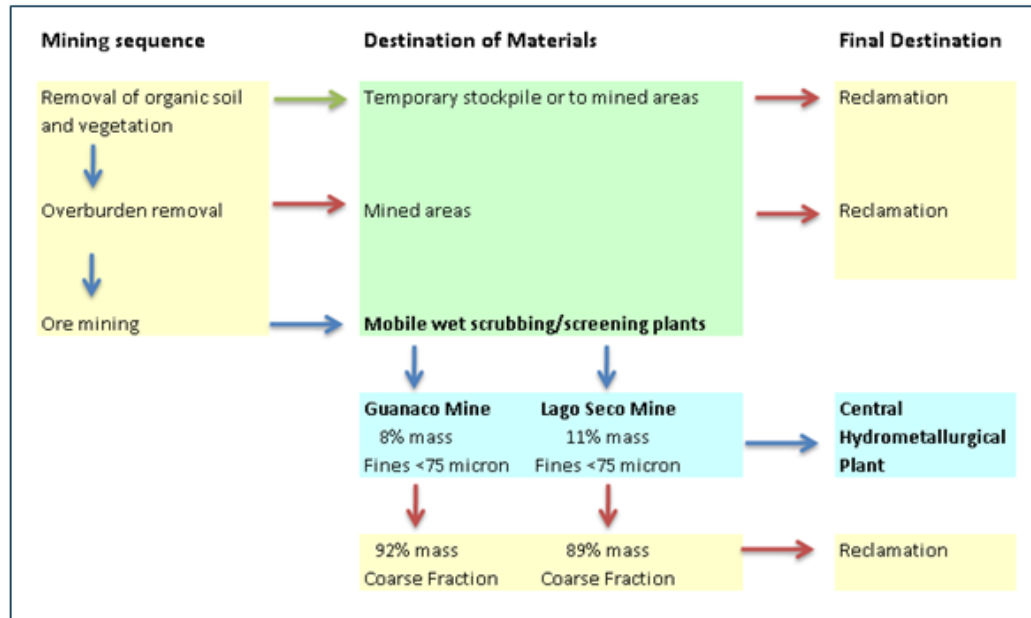 Mining sequence
Destination of Materials
Final Destination
Removal of organic soil
and vegetation
Temporary stockpile or to mined areas
Reclamation
Overburden removal
Mined areas
Reclamation
Ore mining
Mobile wet scrubbing/screening plants
Guanaco Mine
8% mass
Fines <75 micron
Lago Seco Mine
11% mass
Fines <75 micron
Central
Hydrometallurgical
Plant
92% mass
Coarse Fraction
89% mass
Coarse Fraction
Reclamation